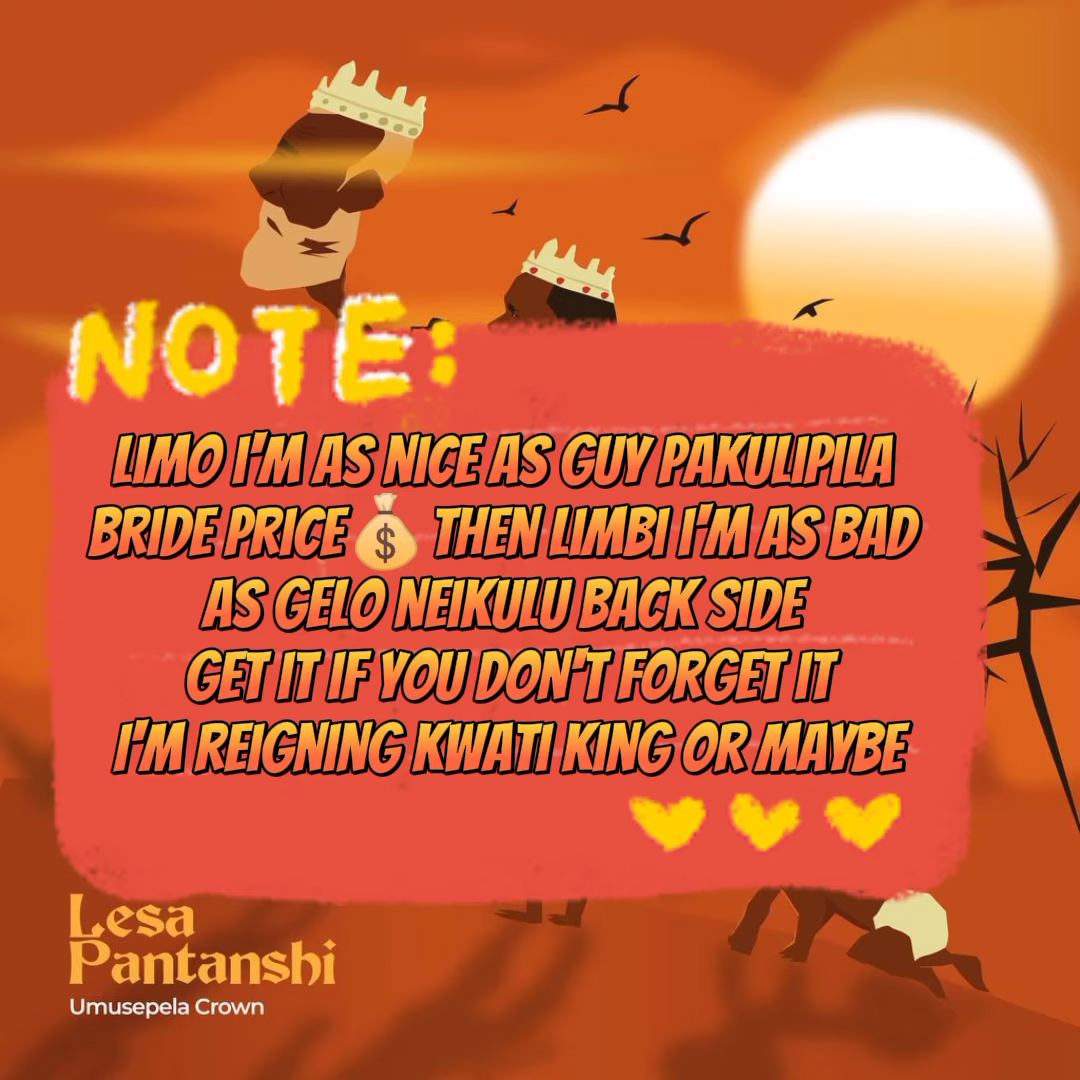 NOTE:
LIMO I'M AS NICE AS GUY PAKULIPILA
BRIDE PRICE💰 THEN LIMBI I'M AS BAD
AS GELO NEIKULU BACK SIDE
GET IT IF YOU DON'T FORGET IT
I'M REIGNING KWATI KING OR MAYBE
Lesa
Pantanshi
Umusepela Crown